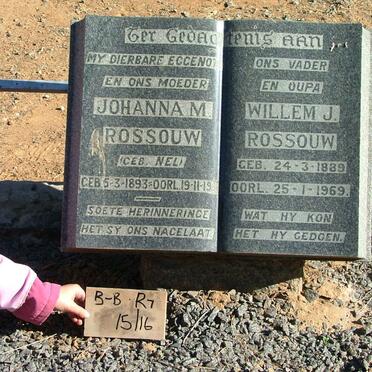 Ter Gedagtenis aan
MY DIERBARE EGGENOT
EN ONS MOEDER
JOHANNA M.
ROSSOUW
(GEB. NEL)
GEB. 5-3-1893=OORL. 19-11-19
SOETE HERINNERINGE
HET SY ONS NAGELAAT.
ONS VADER
EN OUPA
WILLEM J.
ROSSOUW
GEB. 24-3-1889
OORL. 25-1-1969.
WAT HY KON
HET HY GEDOEN.
B-B. R7
15/16